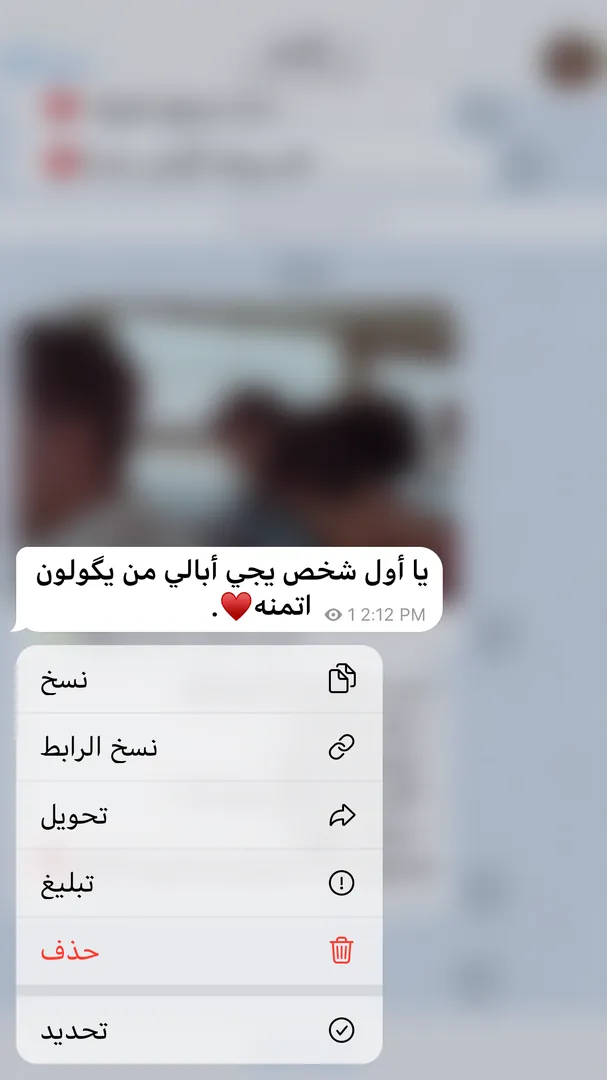 يا أول شخص يجي أبالي من يگولون
اتمنه♥️.
1 2:12 PM
نسخ
نسخ الرابط
تحويل
تبليغ
حذف
تحديد